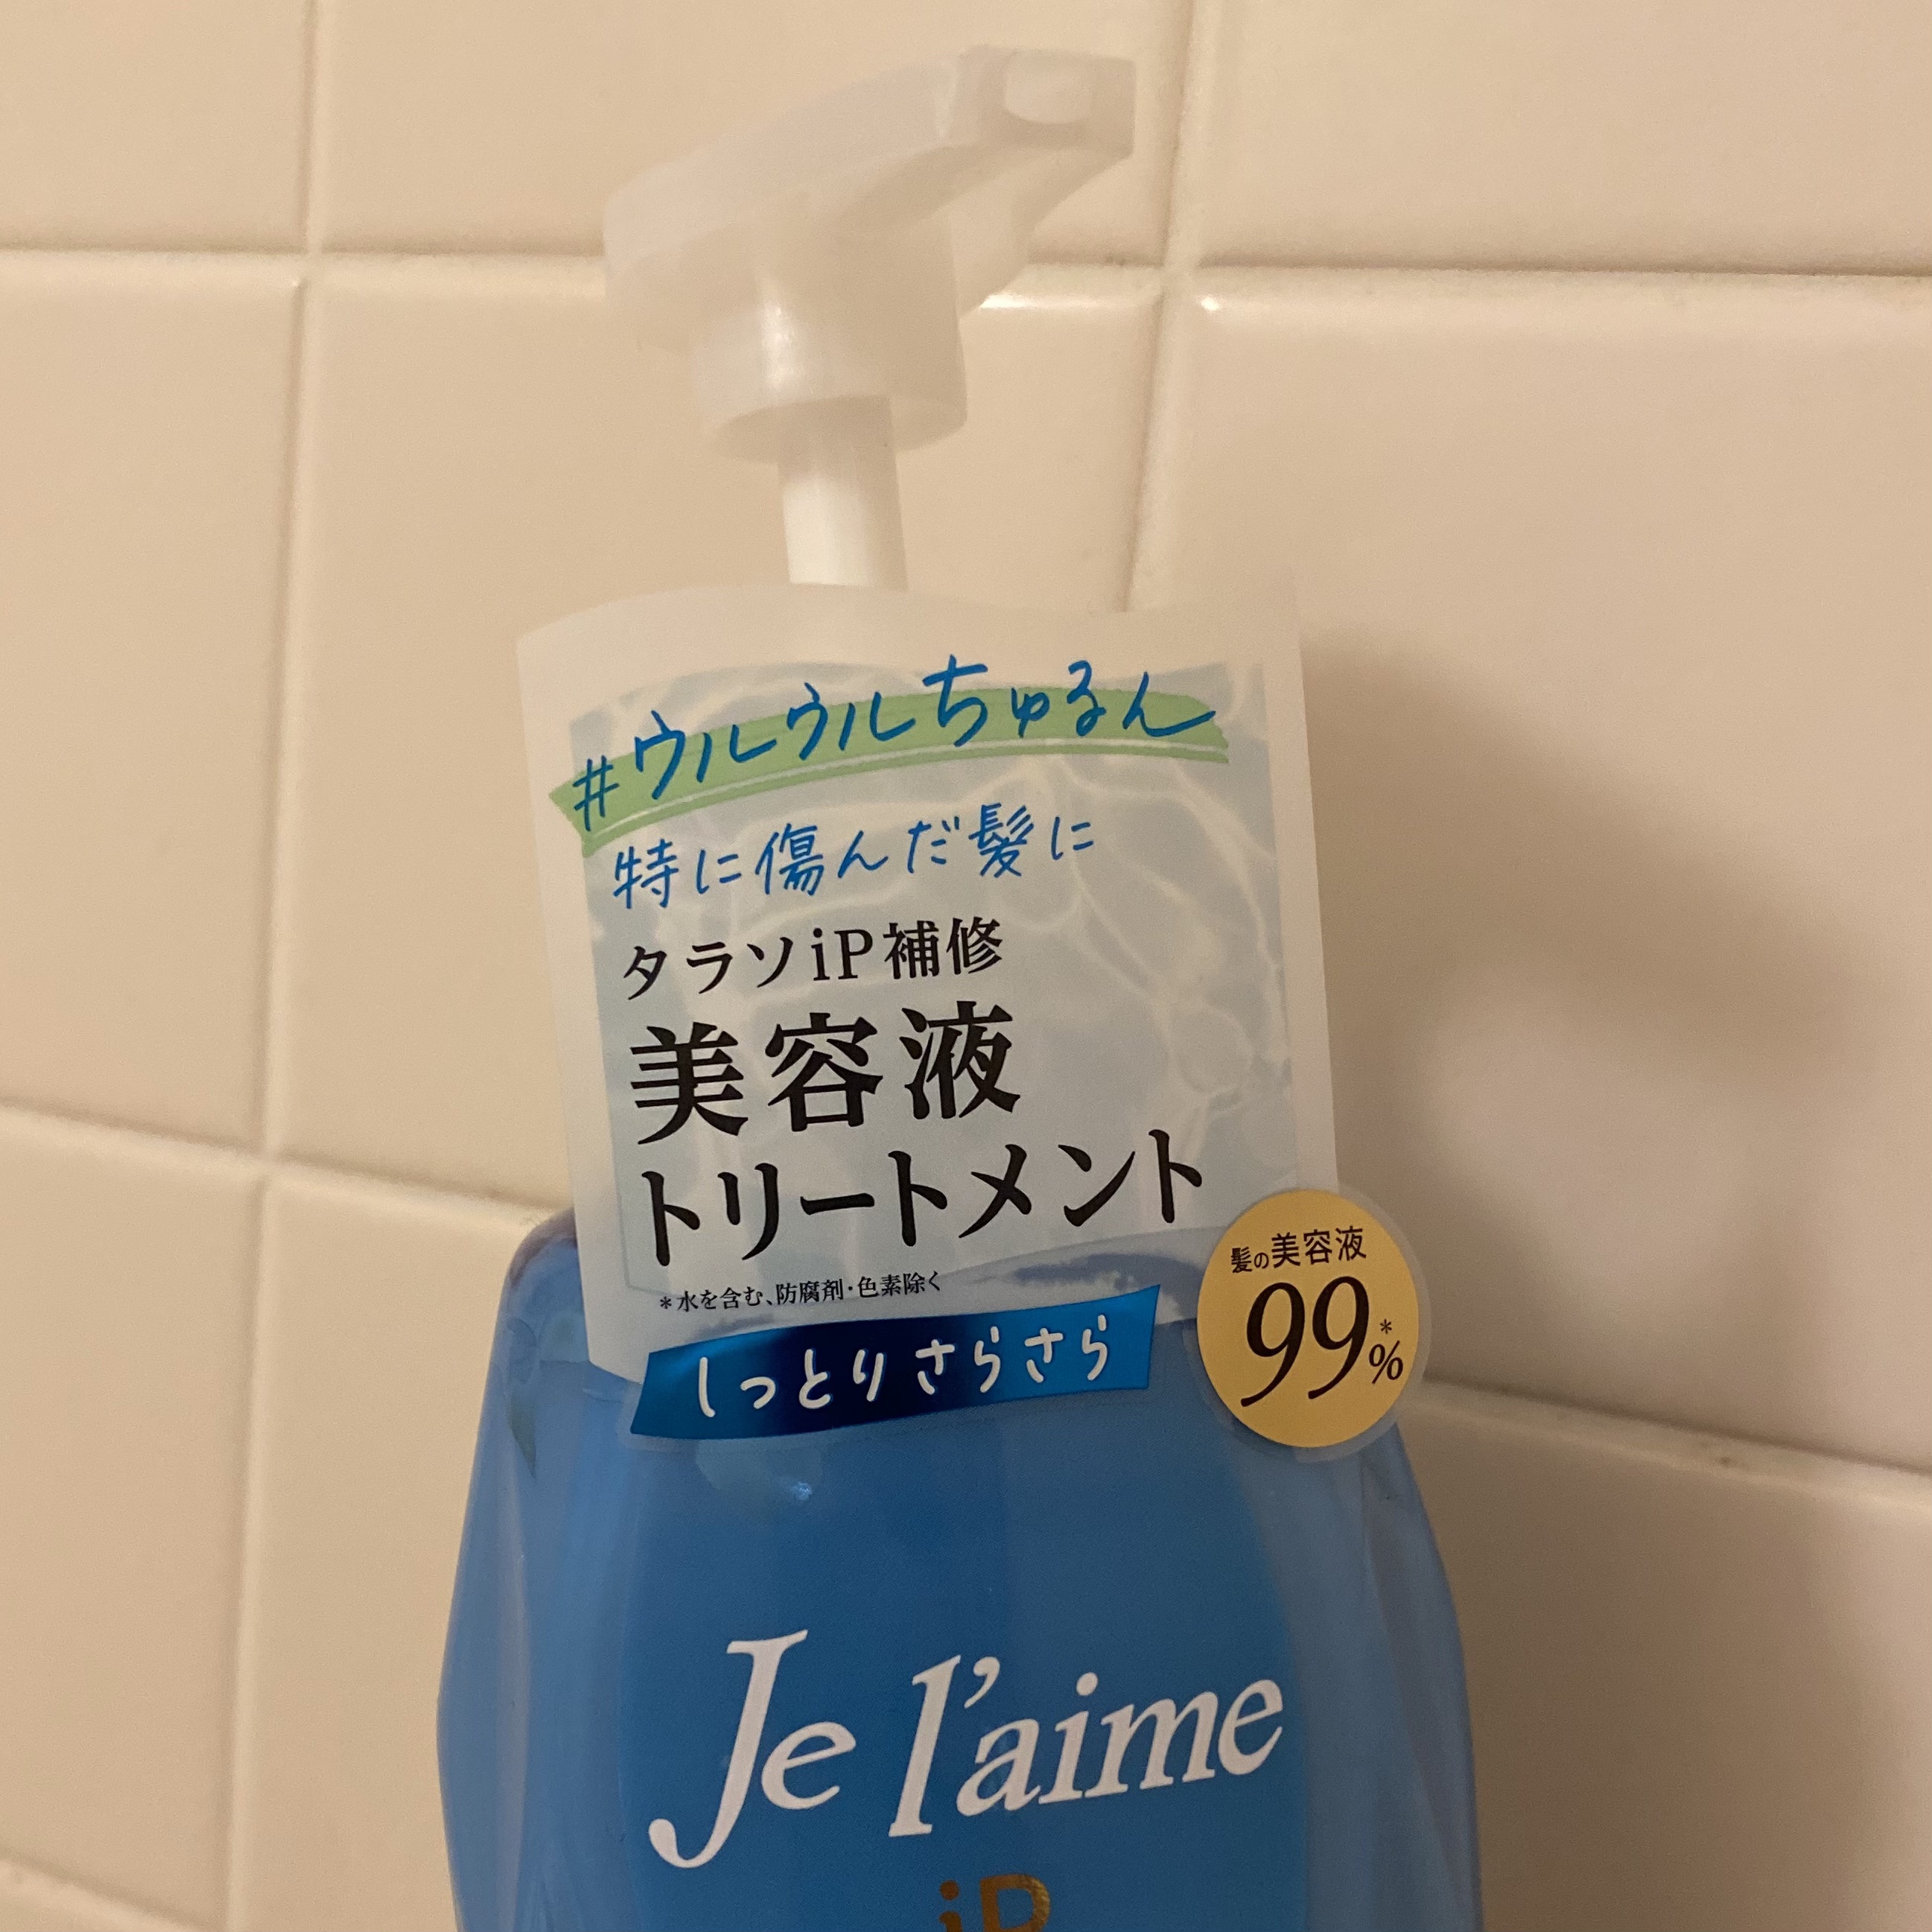 #ウルウルちゅるん
特に傷んだ髪に
タラソiP補修
美容液
トリートメント
*水を含む、防腐剤・色素除く
しっとりさらさら
髪の美容液
99*%
Je l'aime
iP